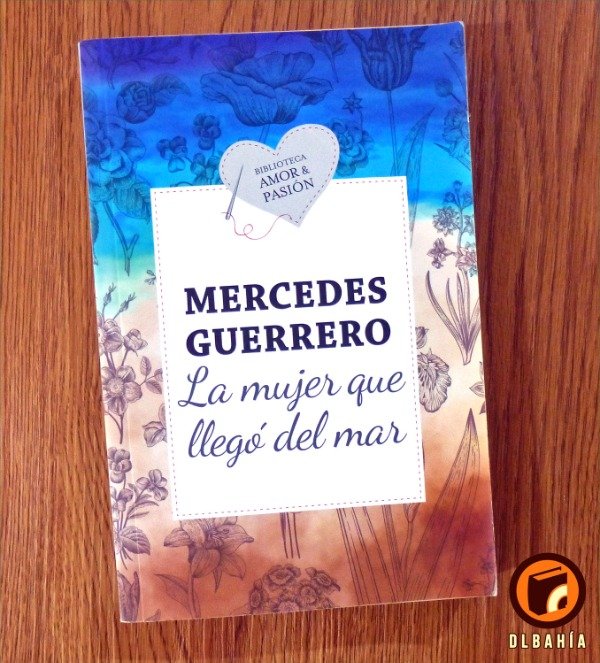 BIBLIOTECA
AMOR &
PASIÓN
MERCEDES
GUERRERO
La mujer que
llegó del mar
DLBAHÍA